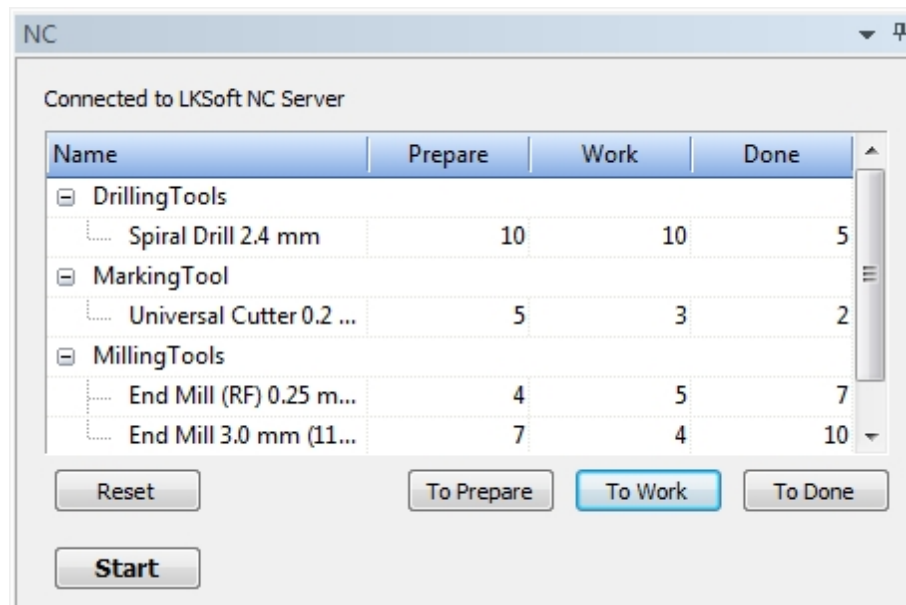 NC
Connected to LKSoft NC Server
Name Prepare Work Done
DrillingTools
Spiral Drill 2.4 mm 10 10 5
MarkingTool
Universal Cutter 0.2 ... 5 3 2
MillingTools
End Mill (RF) 0.25 m... 4 5 7
End Mill 3.0 mm (11... 7 4 10
Reset To Prepare To Work To Done
Start